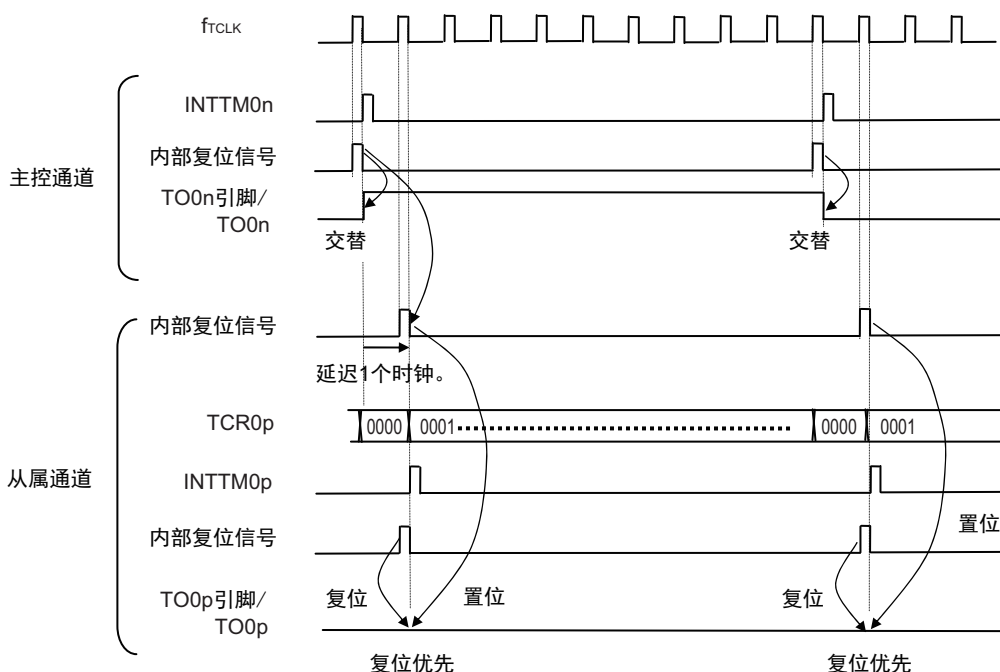 fTCLK
主控通道
INTTM0n
内部复位信号
TO0n引脚/
TO0n
交替
交替
从属通道
内部复位信号
延迟1个时钟。
TCR0p
0000
0001
0000
0001
INTTM0p
内部复位信号
置位
TO0p引脚/
TO0p
复位
置位
复位
复位优先
复位优先